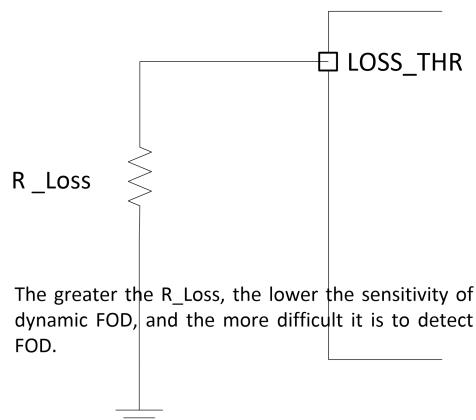 LOSS_THR
R _Loss
The greater the R_Loss, the lower the sensitivity of
dynamic FOD, and the more difficult it is to detect
FOD.